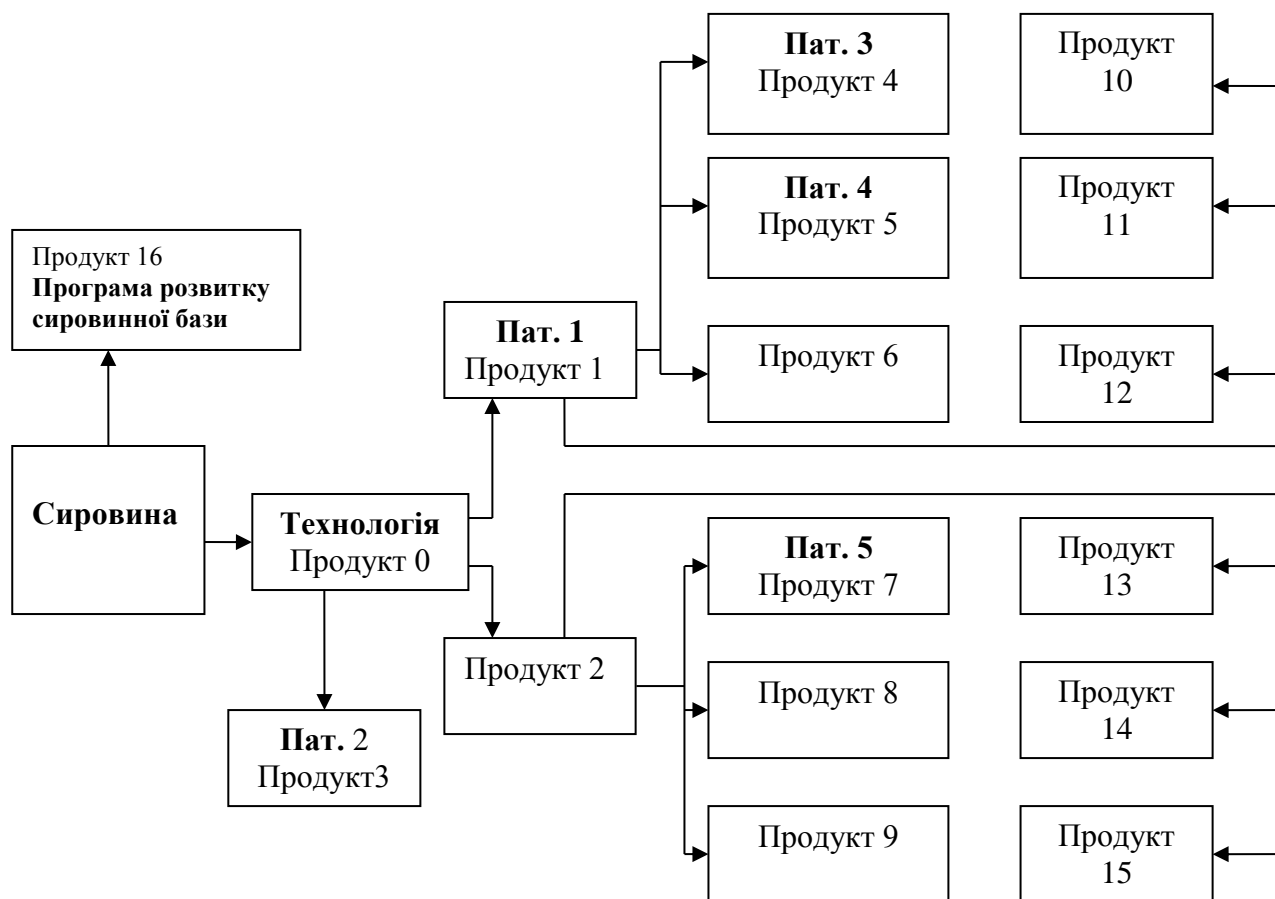 Пат. 3
Продукт 4
Продукт
10
Пат. 4
Продукт 5
Продукт
11
Продукт 16
Програма розвитку
сировинної бази
Пат. 1
Продукт 1
Продукт 6
Продукт
12
Сировина
Технологія
Продукт 0
Пат. 5
Продукт 7
Продукт
13
Продукт 2
Продукт 8
Продукт
14
Пат. 2
Продукт3
Продукт 9
Продукт
15